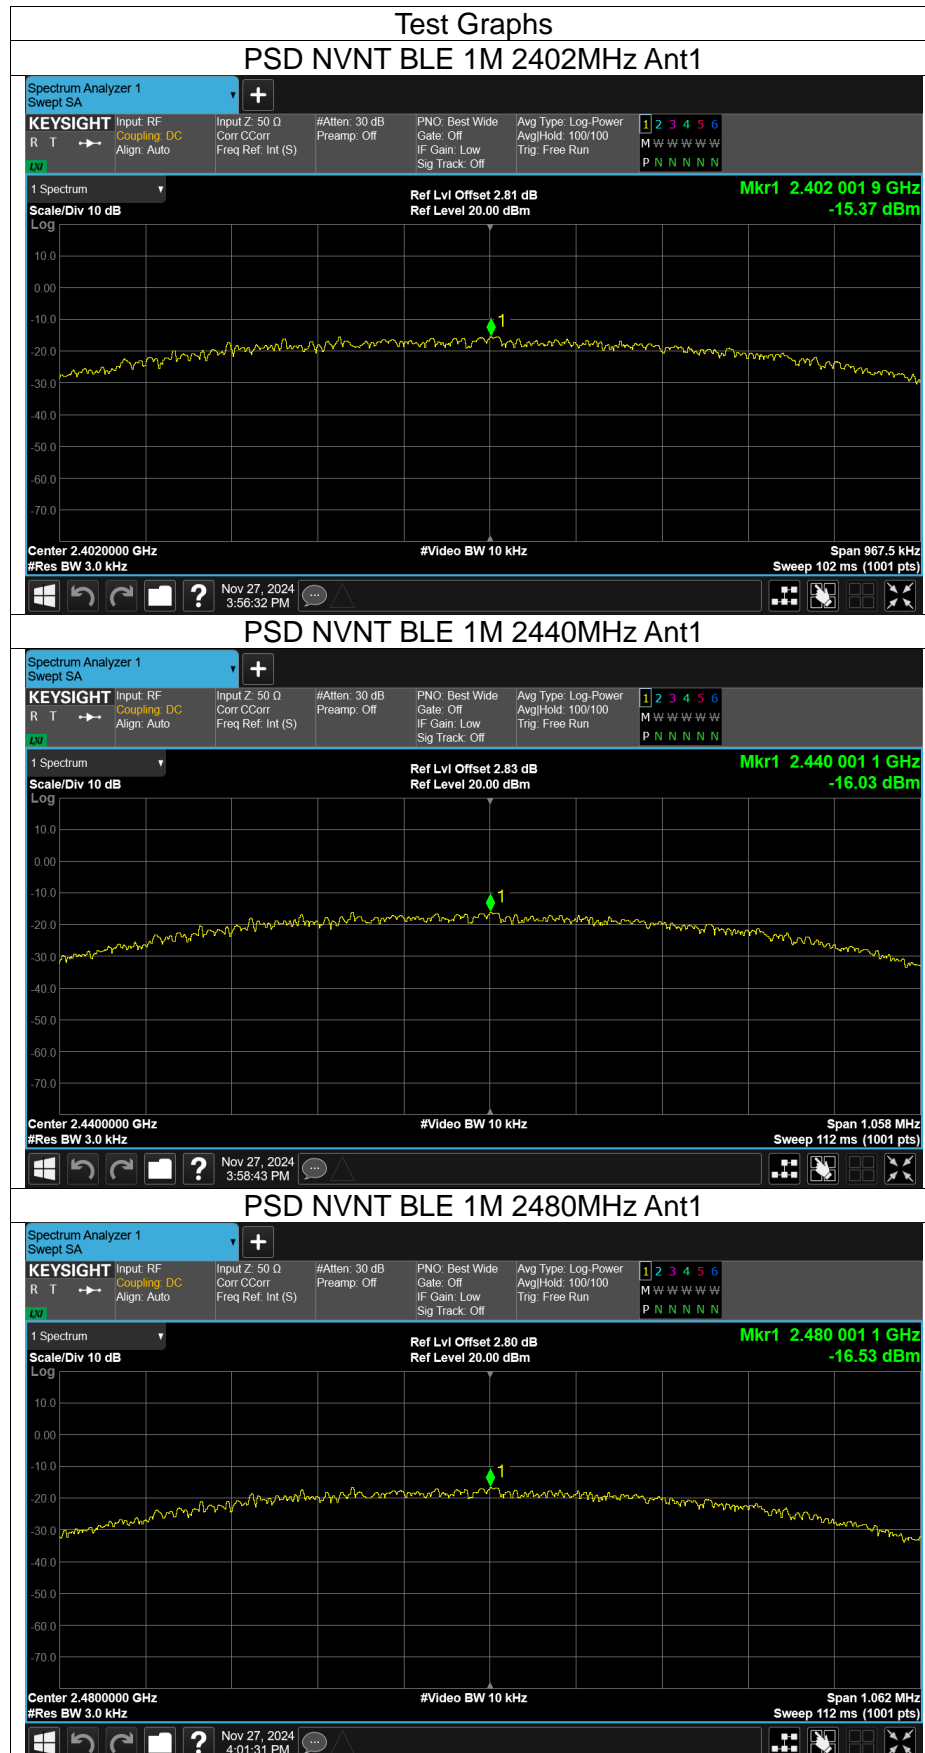 Test Graphs
PSD NVNT BLE 1M 2402MHz Ant1
Spectrum Analyzer 1
Swept SA
KEYSIGHT Input: RF Input Z: 50 Ω #Atten: 30 dB PNO: Best Wide Avg Type: Log-Power 1 2 3 4 5 6
R T Coupling: DC Corr CCorr Preamp: Off Gate: Off Avg|Hold: 100/100 M W W W W W
Align: Auto Freq Ref: Int (S) IF Gain: Low Trig: Free Run
LXI Sig Track: Off P N N N N N
1 Spectrum Ref Lvl Offset 2.81 dB Mkr1 2.402 001 9 GHz
Scale/Div 10 dB Ref Level 20.00 dBm -15.37 dBm
Log
10.0
0.00
-10.0
1
-20.0
-30.0
-40.0
-50.0
-60.0
-70.0
Center 2.4020000 GHz #Video BW 10 kHz Span 967.5 kHz
#Res BW 3.0 kHz Sweep 102 ms (1001 pts)
? Nov 27, 2024
3:56:32 PM
PSD NVNT BLE 1M 2440MHz Ant1
Spectrum Analyzer 1
Swept SA
KEYSIGHT Input: RF Input Z: 50 Ω #Atten: 30 dB PNO: Best Wide Avg Type: Log-Power 1 2 3 4 5 6
R T Coupling: DC Corr CCorr Preamp: Off Gate: Off Avg|Hold: 100/100 M W W W W W
Align: Auto Freq Ref: Int (S) IF Gain: Low Trig: Free Run
LXI Sig Track: Off P N N N N N
1 Spectrum Ref Lvl Offset 2.83 dB Mkr1 2.440 001 1 GHz
Scale/Div 10 dB Ref Level 20.00 dBm -16.03 dBm
Log
10.0
0.00
-10.0
1
-20.0
-30.0
-40.0
-50.0
-60.0
-70.0
Center 2.4400000 GHz #Video BW 10 kHz Span 1.058 MHz
#Res BW 3.0 kHz Sweep 112 ms (1001 pts)
? Nov 27, 2024
3:58:43 PM
PSD NVNT BLE 1M 2480MHz Ant1
Spectrum Analyzer 1
Swept SA
KEYSIGHT Input: RF Input Z: 50 Ω #Atten: 30 dB PNO: Best Wide Avg Type: Log-Power 1 2 3 4 5 6
R T Coupling: DC Corr CCorr Preamp: Off Gate: Off Avg|Hold: 100/100 M W W W W W
Align: Auto Freq Ref: Int (S) IF Gain: Low Trig: Free Run
LXI Sig Track: Off P N N N N N
1 Spectrum Ref Lvl Offset 2.80 dB Mkr1 2.480 001 1 GHz
Scale/Div 10 dB Ref Level 20.00 dBm -16.53 dBm
Log
10.0
0.00
-10.0
1
-20.0
-30.0
-40.0
-50.0
-60.0
-70.0
Center 2.4800000 GHz #Video BW 10 kHz Span 1.062 MHz
#Res BW 3.0 kHz Sweep 112 ms (1001 pts)
? Nov 27, 2024
4:01:31 PM